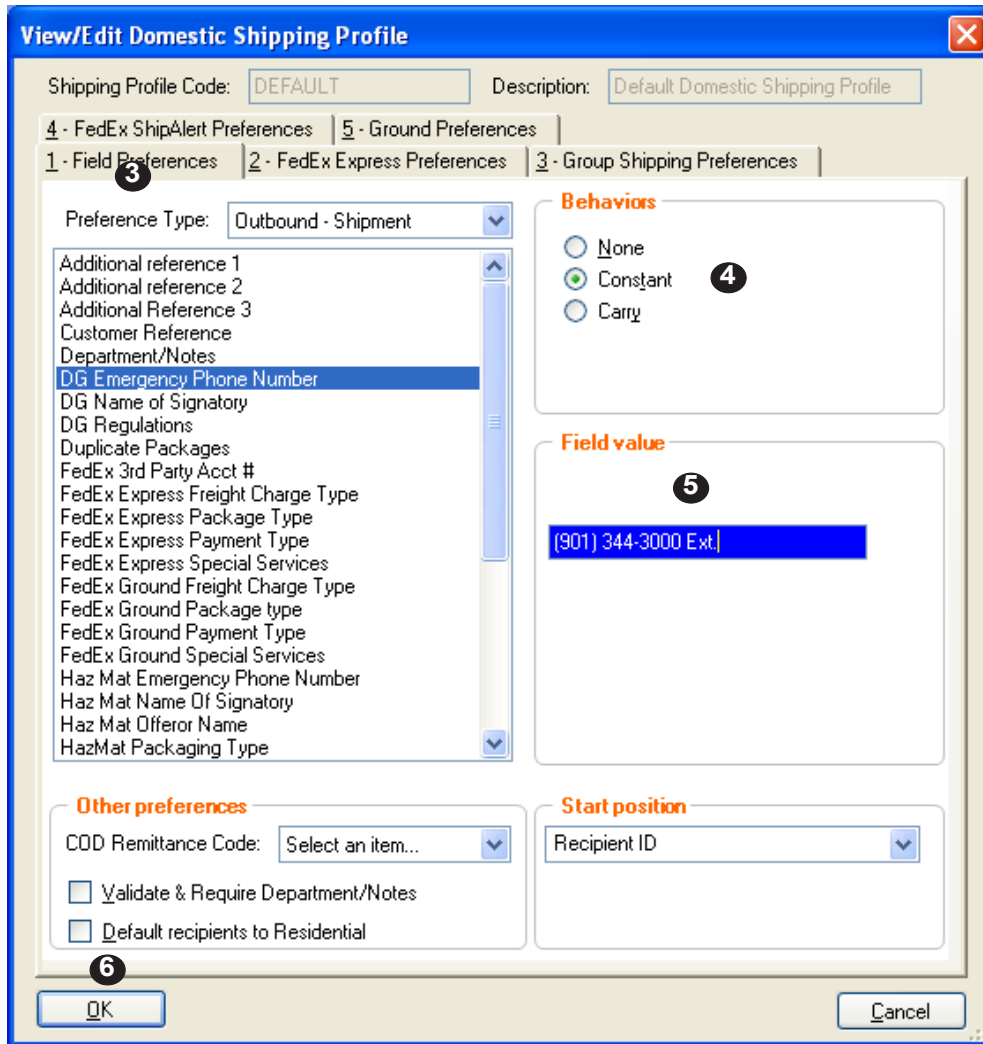 View/Edit Domestic Shipping Profile
Shipping Profile Code: DEFAULT Description: Default Domestic Shipping Profile
4 - FedEx ShipAlert Preferences 5 - Ground Preferences
1 - Field Preferences 2 - FedEx Express Preferences 3 - Group Shipping Preferences
3
Preference Type: Outbound - Shipment
Additional reference 1
Additional reference 2
Additional Reference 3
Customer Reference
Department/Notes
DG Emergency Phone Number
DG Name of Signatory
DG Regulations
Duplicate Packages
FedEx 3rd Party Acct #
FedEx Express Freight Charge Type
FedEx Express Package Type
FedEx Express Payment Type
FedEx Express Special Services
FedEx Ground Freight Charge Type
FedEx Ground Package type
FedEx Ground Payment Type
FedEx Ground Special Services
Haz Mat Emergency Phone Number
Haz Mat Name Of Signatory
Haz Mat Offeror Name
HazMat Packaging Type
Behaviors
None
Constant
4
Carry
Field value
5
(901) 344-3000 Ext.
Other preferences
COD Remittance Code: Select an item...
Validate & Require Department/Notes
Default recipients to Residential
Start position
Recipient ID
6
OK
Cancel